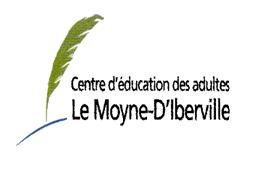 Centre d'éducation des adultes
Le Moyne-D'Iberville